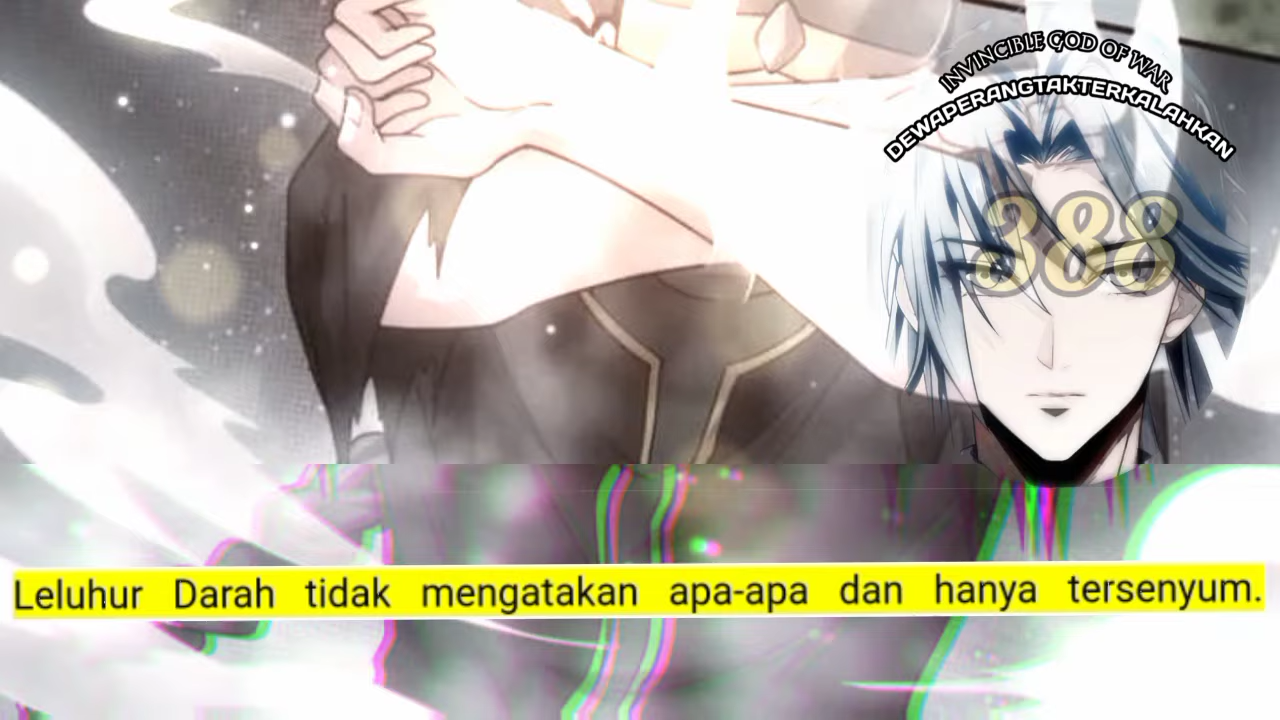 INVINCIBLE GOD OF WAR
DEWAPERANGTAKTERKALAHKAN
388
Leluhur Darah tidak mengatakan apa-apa dan hanya tersenyum.